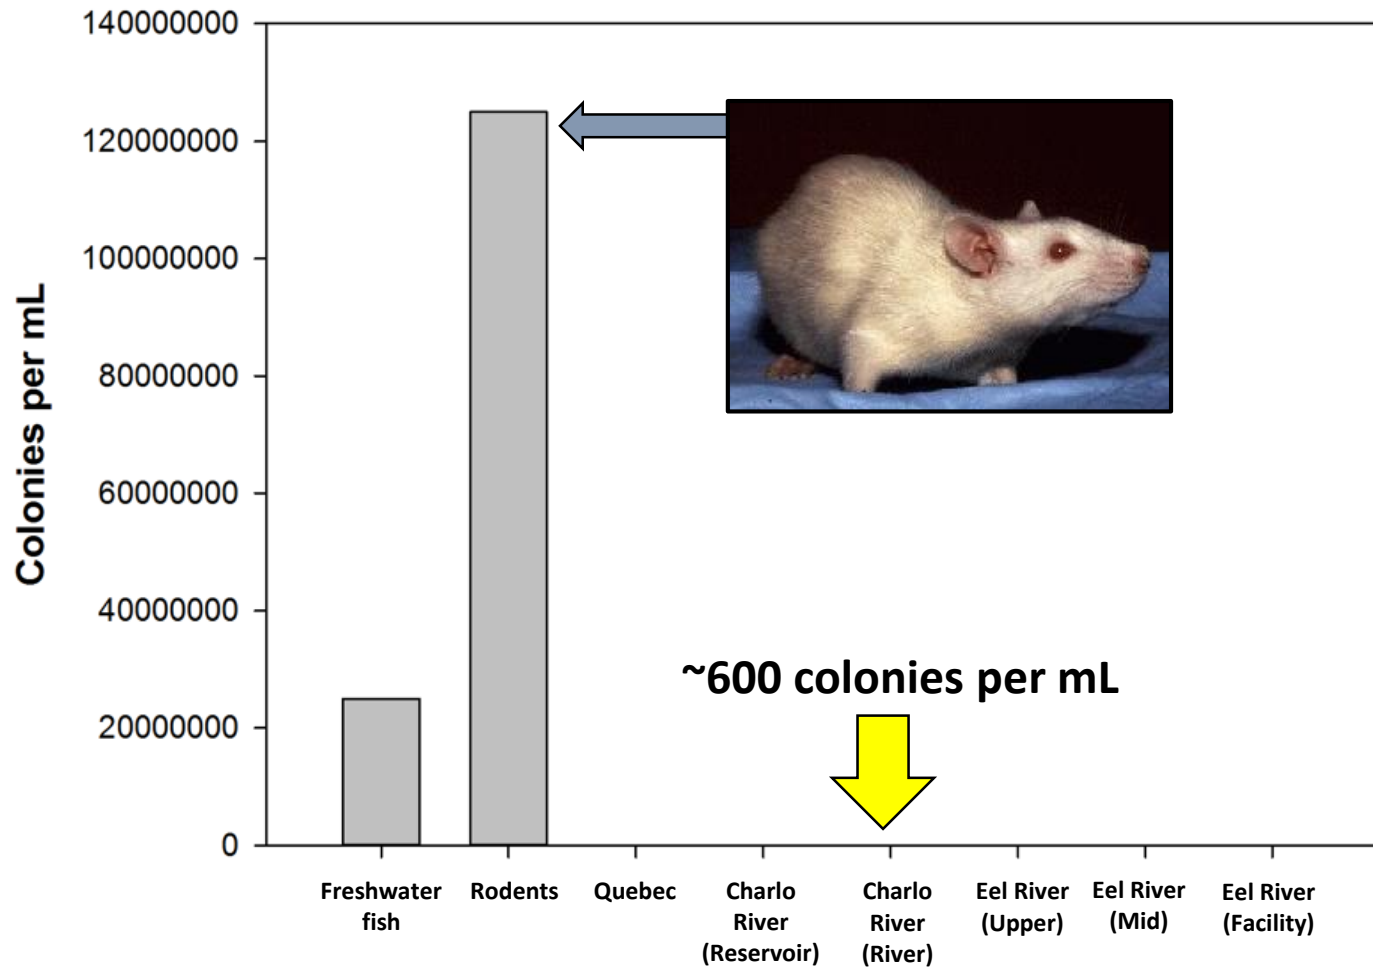 140000000
120000000
100000000
80000000
60000000
40000000
20000000
0
Colonies per mL
~600 colonies per mL
Freshwater
fish
Rodents
Quebec
Charlo
River
(Reservoir)
Charlo
River
(River)
Eel River
(Upper)
Eel River
(Mid)
Eel River
(Facility)